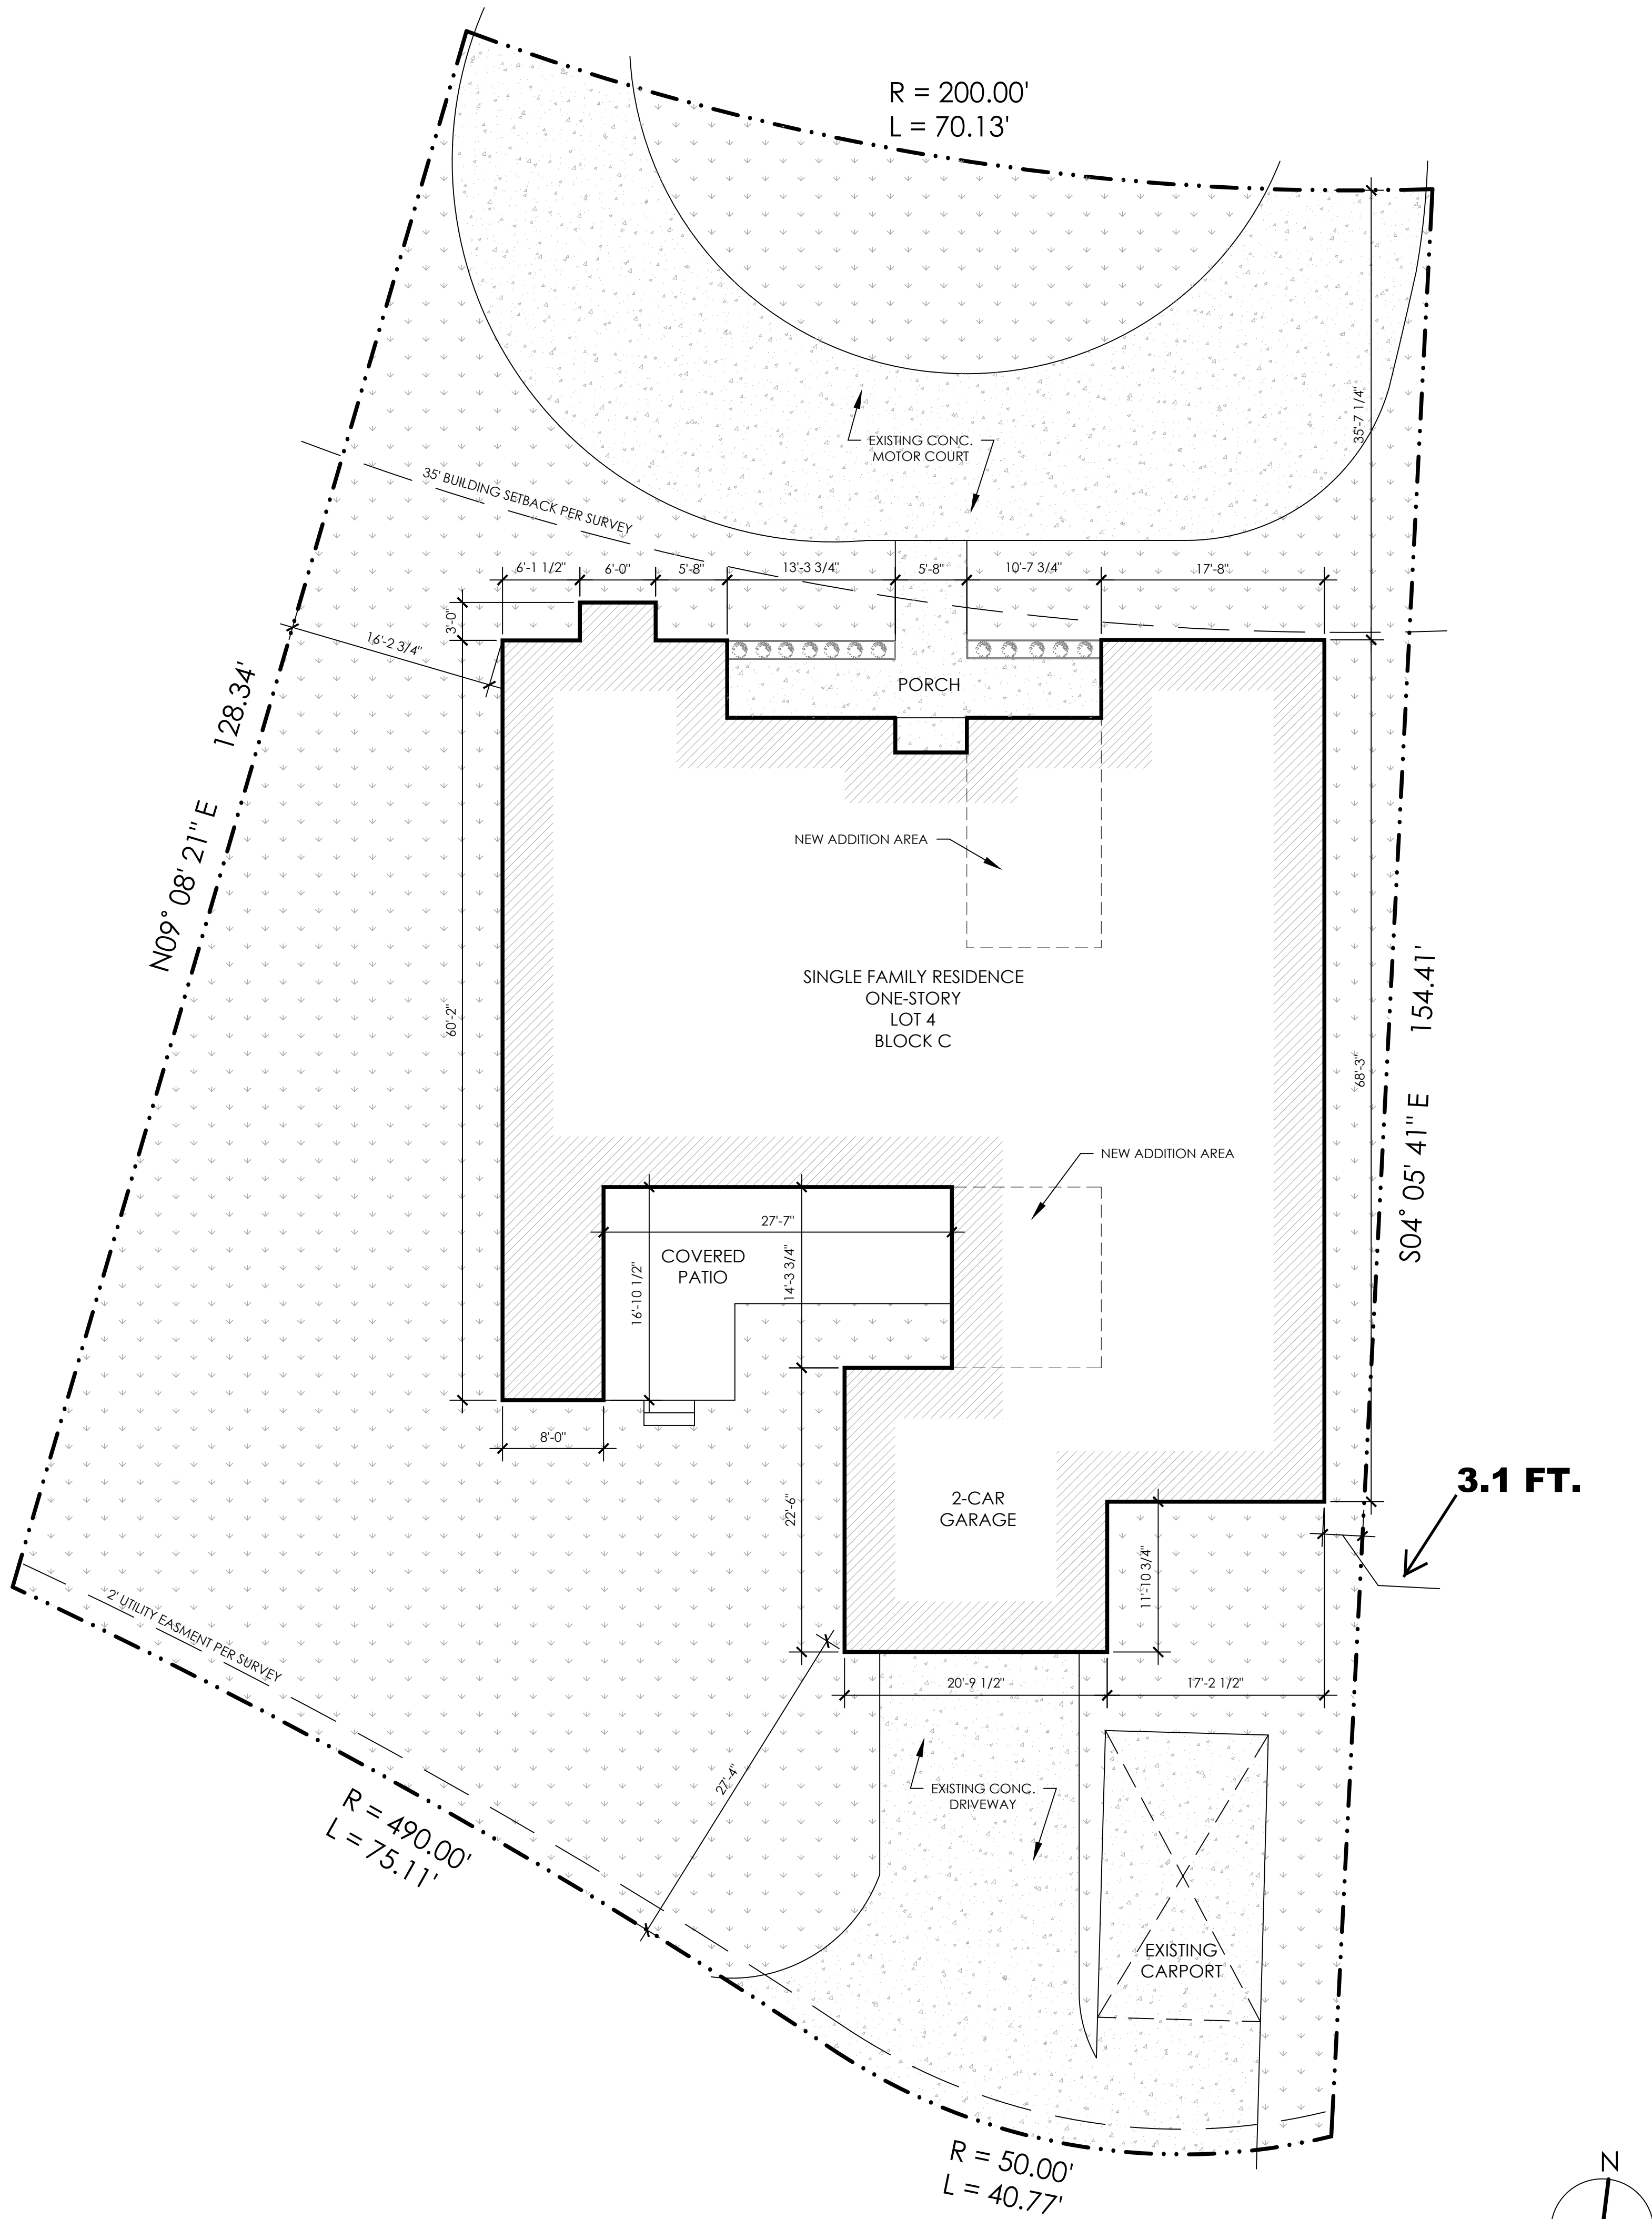 R = 200.00'
L = 70.13'
35'-7 1/4"
EXISTING CONC.
MOTOR COURT
35' BUILDING SETBACK PER SURVEY
6'-1 1/2"
6'-0"
5'-8"
13'-3 3/4"
5'-8"
10'-7 3/4"
17'-8"
3'-0"
16'-2 3/4"
PORCH
N09° 08' 21" E 128.34'
NEW ADDITION AREA
SINGLE FAMILY RESIDENCE
ONE-STORY
LOT 4
BLOCK C
60'-2"
68'-3"
S04° 05' 41" E 154.41'
NEW ADDITION AREA
27'-7"
COVERED
PATIO
16'-10 1/2"
14'-3 3/4"
8'-0"
22'-6"
2-CAR
GARAGE
11'-10 3/4"
3.1 FT.
2' UTILITY EASMENT PER SURVEY
20'-9 1/2"
17'-2 1/2"
27'-4"
EXISTING CONC.
DRIVEWAY
R = 490.00'
L = 75.11'
EXISTING
CARPORT
R = 50.00'
L = 40.77'
N